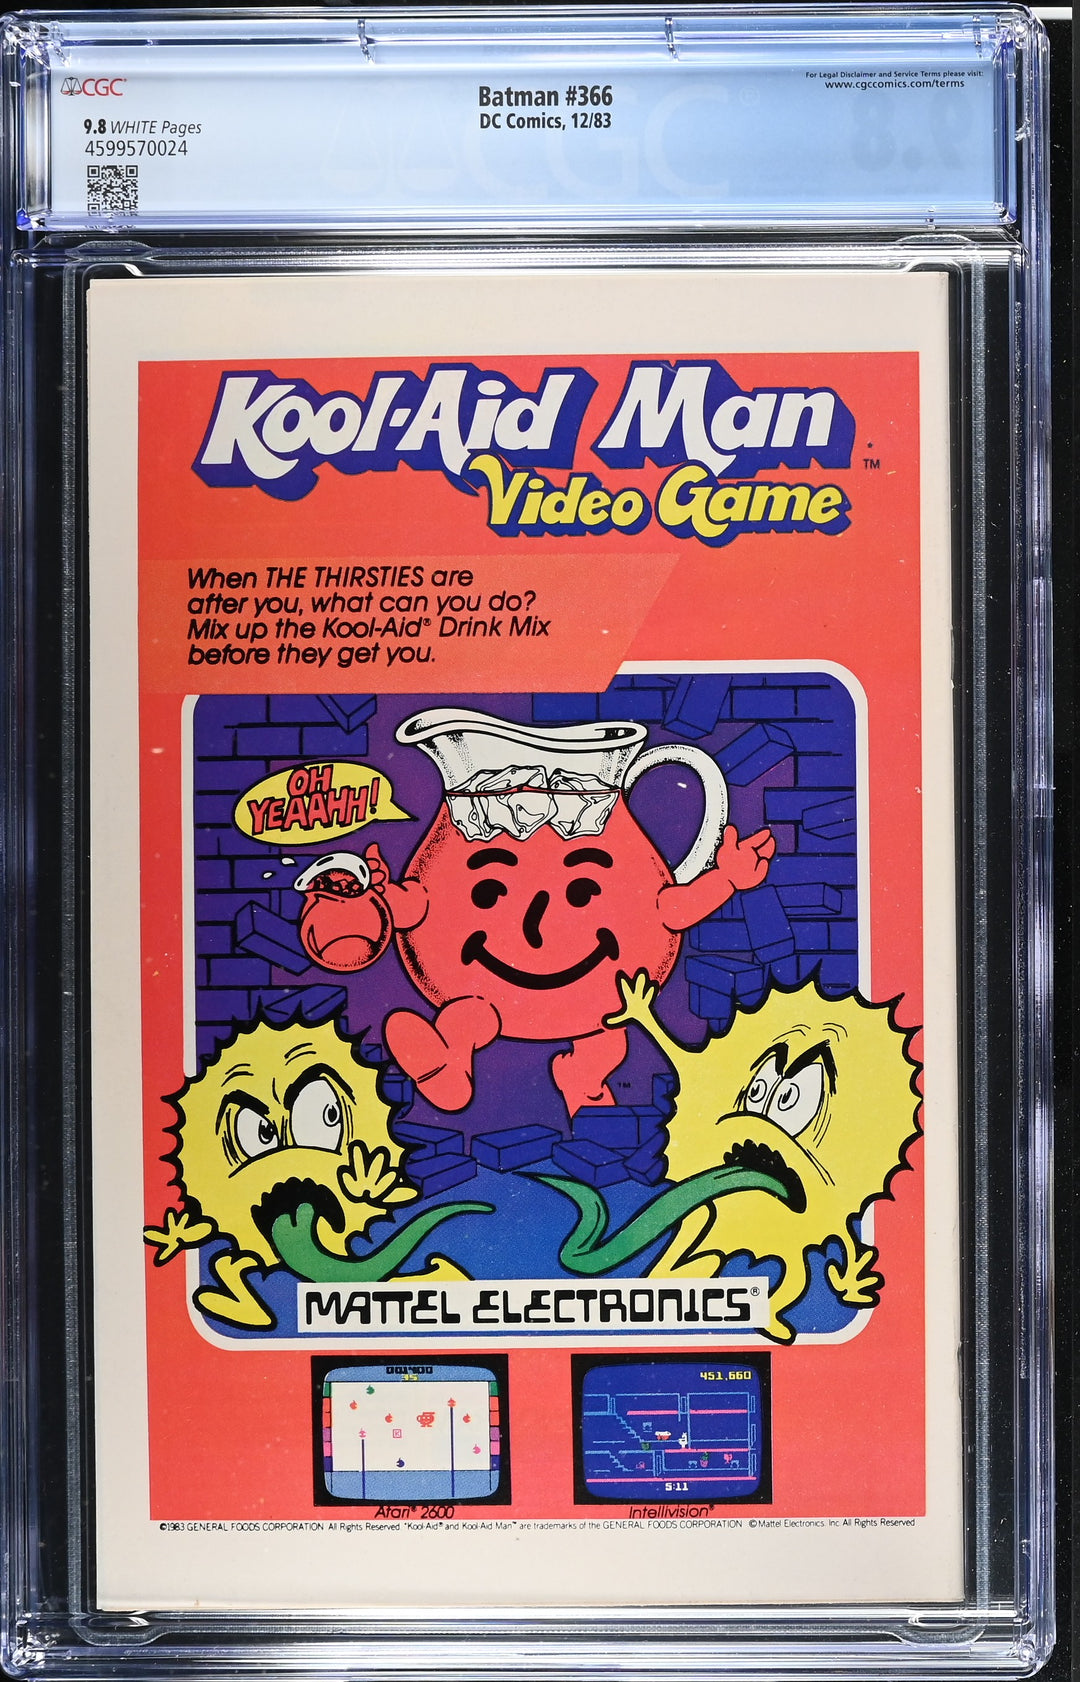 CGC
9.8 WHITE Pages
4599570024
Batman #366
DC Comics, 12/83
For Legal Disclaimer and Service Terms please visit:
www.cgccomics.com/terms
Kool-Aid Man
TM
Video Game
When THE THIRSTIES are
after you, what can you do?
Mix up the Kool-Aid® Drink Mix
before they get you.
OH
YEAAHH!
TM
MATTEL ELECTRONICS®
35
451,660
5:11
Atari® 2600
Intellivision®
©1983 GENERAL FOODS CORPORATION All Rights Reserved. "Kool-Aid® and Kool-Aid Man™ are trademarks of the GENERAL FOODS CORPORATION ©Mattel Electronics. Inc. All Rights Reserved